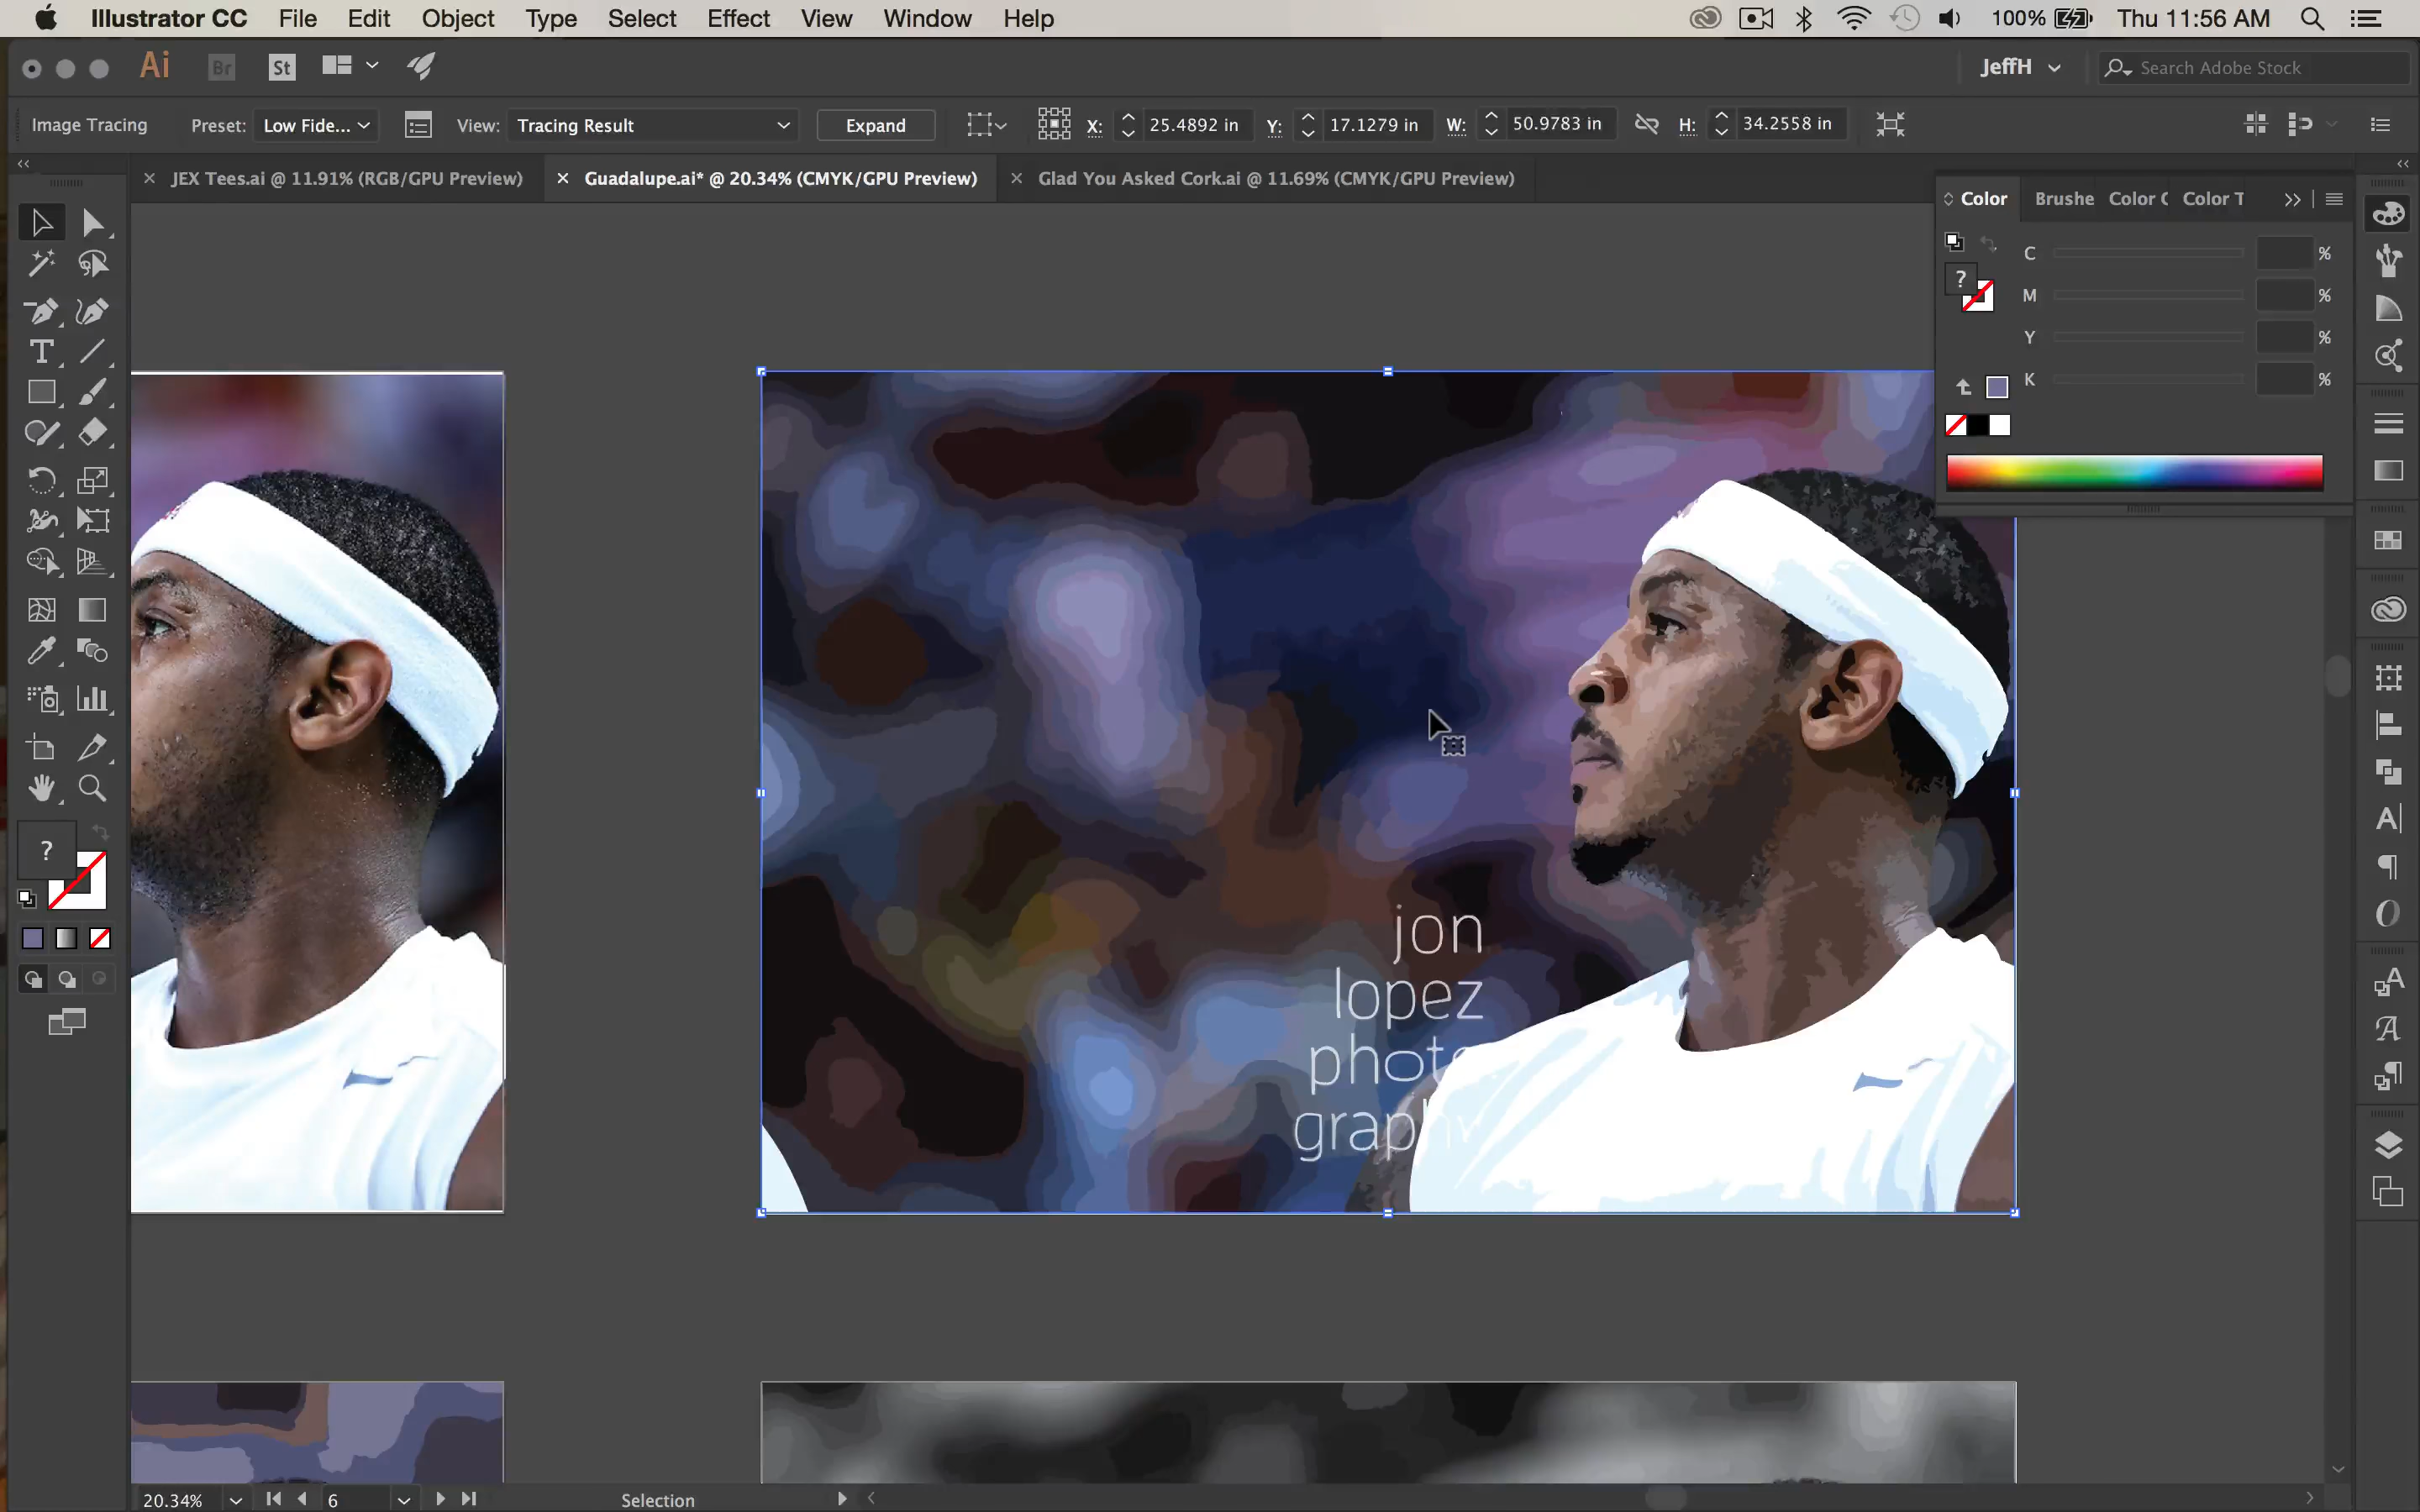 Illustrator CC File Edit Object Type Select Effect View Window Help 100% Thu 11:56 AM
Ai Br St JeffH Search Adobe Stock
Image Tracing Preset: Low Fide... View: Tracing Result Expand X: 25.4892 in Y: 17.1279 in W: 50.9783 in H: 34.2558 in
JEX Tees.ai @ 11.91% (RGB/GPU Preview) Guadalupe.ai* @ 20.34% (CMYK/GPU Preview) Glad You Asked Cork.ai @ 11.69% (CMYK/GPU Preview)
Color Brushe Color C Color T
C %
M %
Y %
K %
?
?
jon
lopez
photo
graphy
20.34% 6 Selection